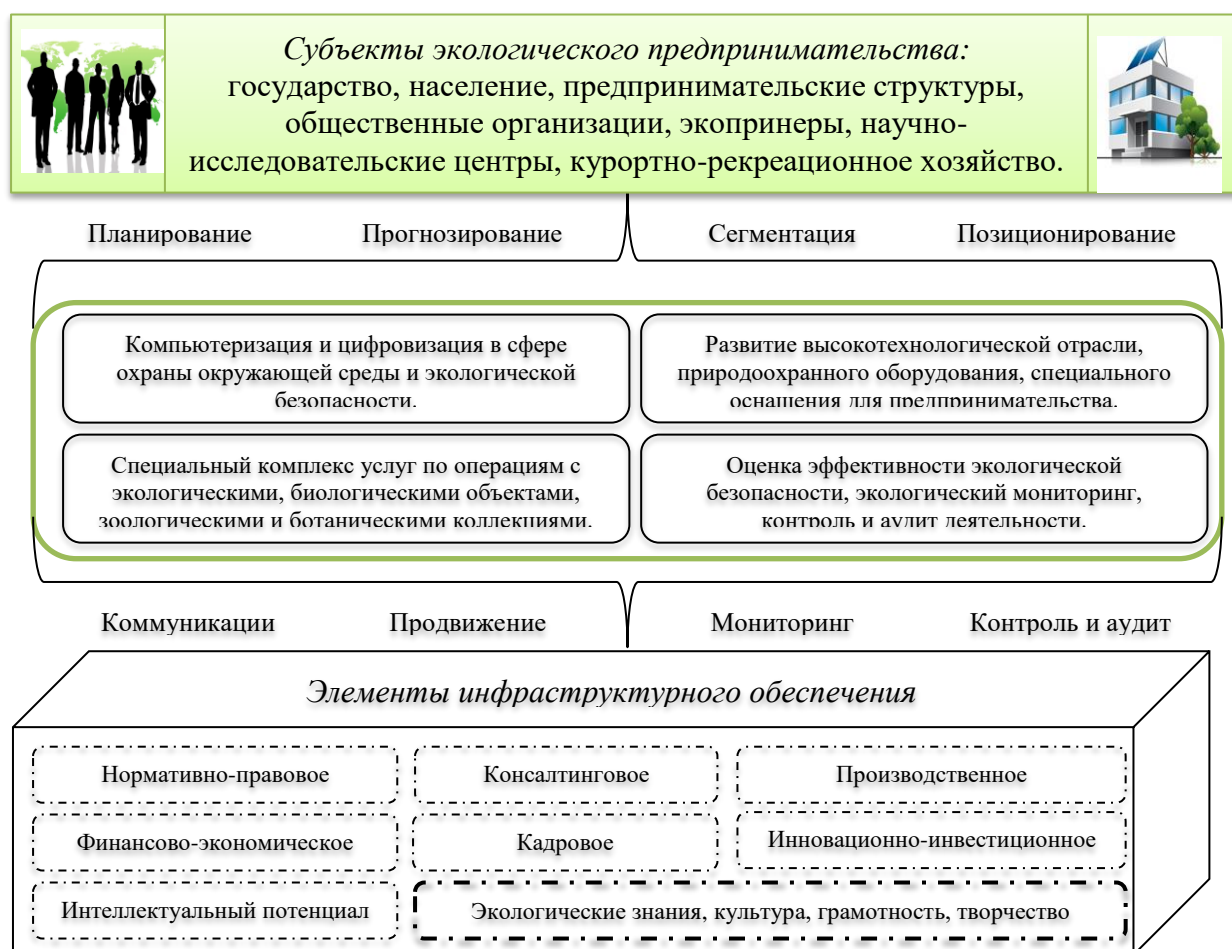 Субъекты экологического предпринимательства:
государство, население, предпринимательские структуры,
общественные организации, экопринеры, научно-
исследовательские центры, курортно-рекреационное хозяйство.
Планирование Прогнозирование Сегментация Позиционирование
Компьютеризация и цифровизация в сфере
охраны окружающей среды и экологической
безопасности.
Развитие высокотехнологической отрасли,
природоохранного оборудования, специального
оснащения для предпринимательства.
Специальный комплекс услуг по операциям с
экологическими, биологическими объектами,
зоологическими и ботаническими коллекциями.
Оценка эффективности экологической
безопасности, экологический мониторинг,
контроль и аудит деятельности.
Коммуникации Продвижение Мониторинг Контроль и аудит
Элементы инфраструктурного обеспечения
Нормативно-правовое Консалтинговое Производственное
Финансово-экономическое Кадровое Инновационно-инвестиционное
Интеллектуальный потенциал Экологические знания, культура, грамотность, творчество